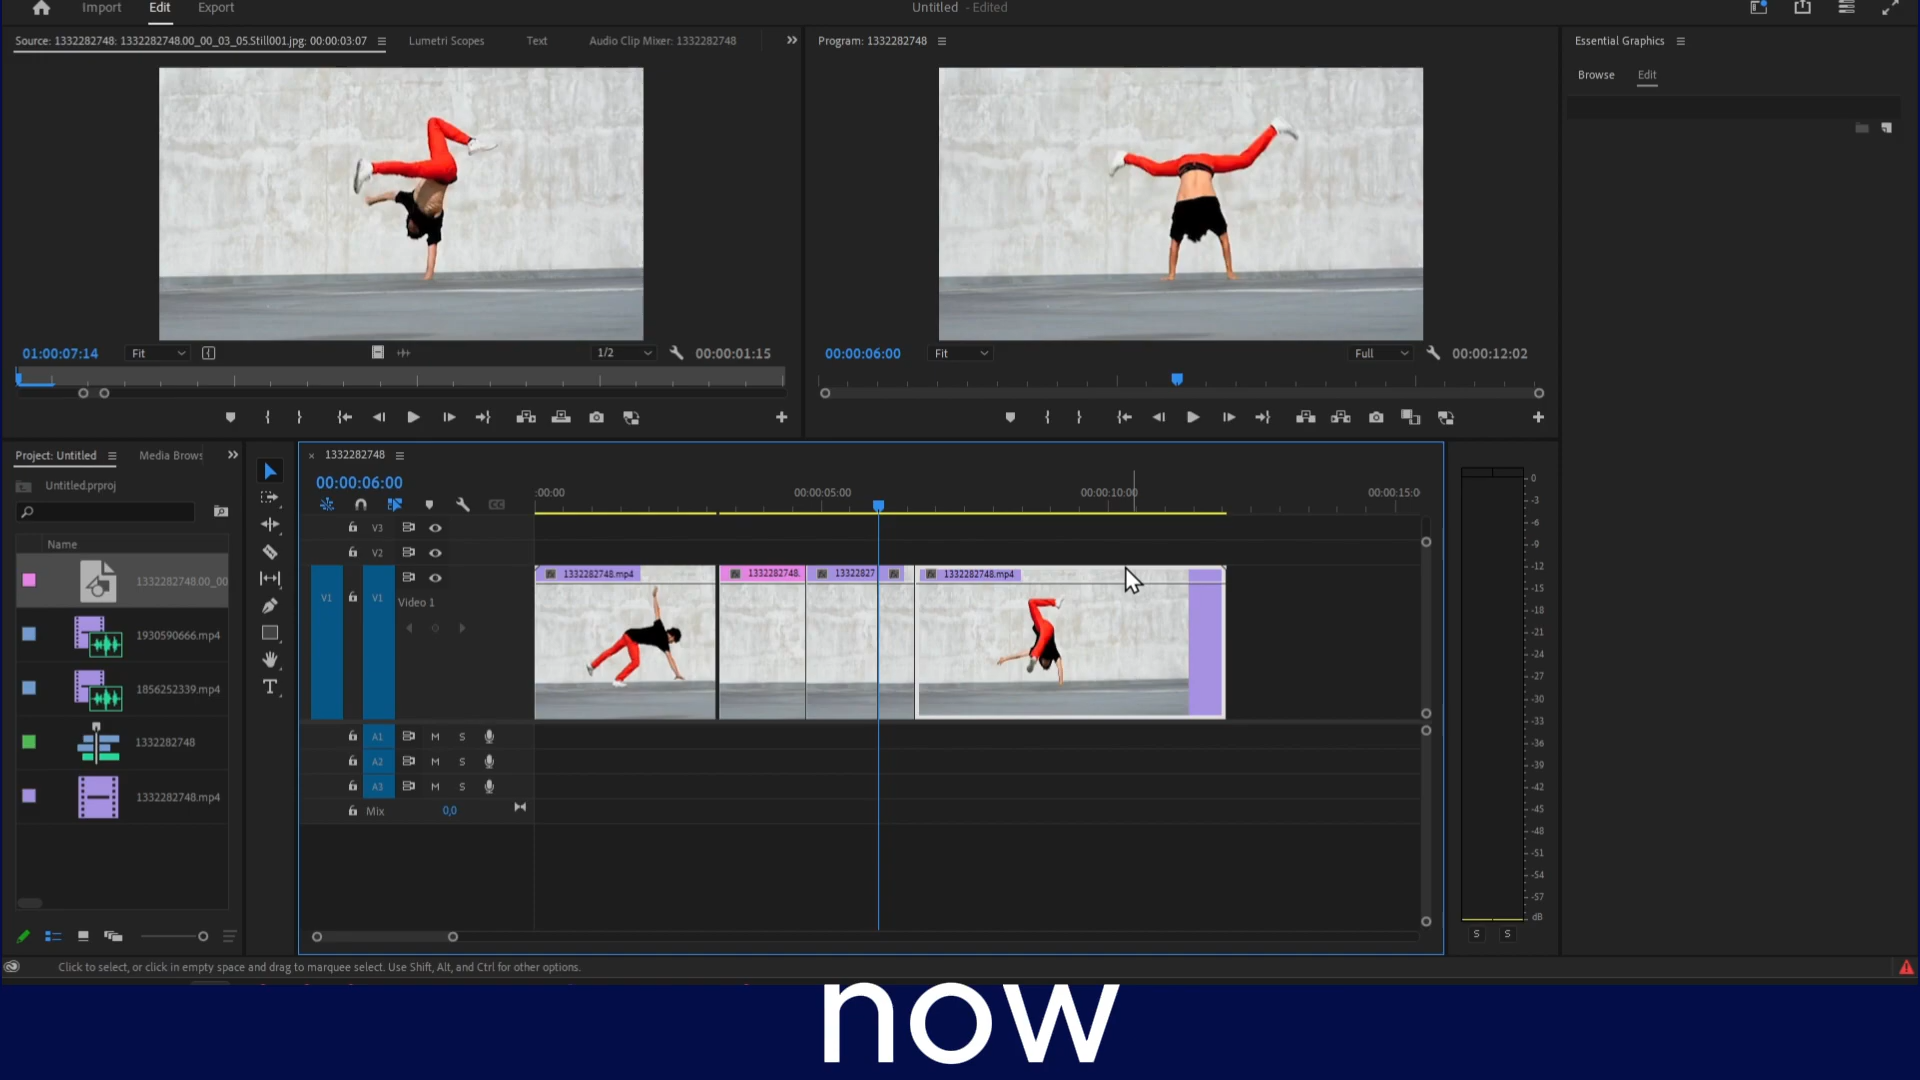 Import Edit Export
Untitled - Edited
Source: 1332282748: 1332282748.00_00_03_05.Still001.jpg: 00:00:03:07
Lumetri Scopes
Text
Audio Clip Mixer: 1332282748
Program: 1332282748
Essential Graphics
Browse Edit
01:00:07:14
Fit
1/2
00:00:01:15
00:00:06:00
Fit
Full
00:00:12:02
Project: Untitled
Media Brows
Untitled.prproj
Name
1332282748.00_00
1930590666.mp4
1856252339.mp4
1332282748
1332282748.mp4
1332282748
00:00:06:00
:00:00
00:00:05:00
00:00:10:00
00:00:15:0
V3
V2
V1
V1
Video 1
1332282748.mp4
1332282748.
13322827
1332282748.mp4
A1 M S
A2 M S
A3 M S
Mix 0,0
0
-3
-6
-9
-12
-15
-18
-21
-24
-27
-30
-33
-36
-39
-42
-45
-48
-51
-54
-57
dB
S S
Click to select, or click in empty space and drag to marquee select. Use Shift, Alt, and Ctrl for other options.
now